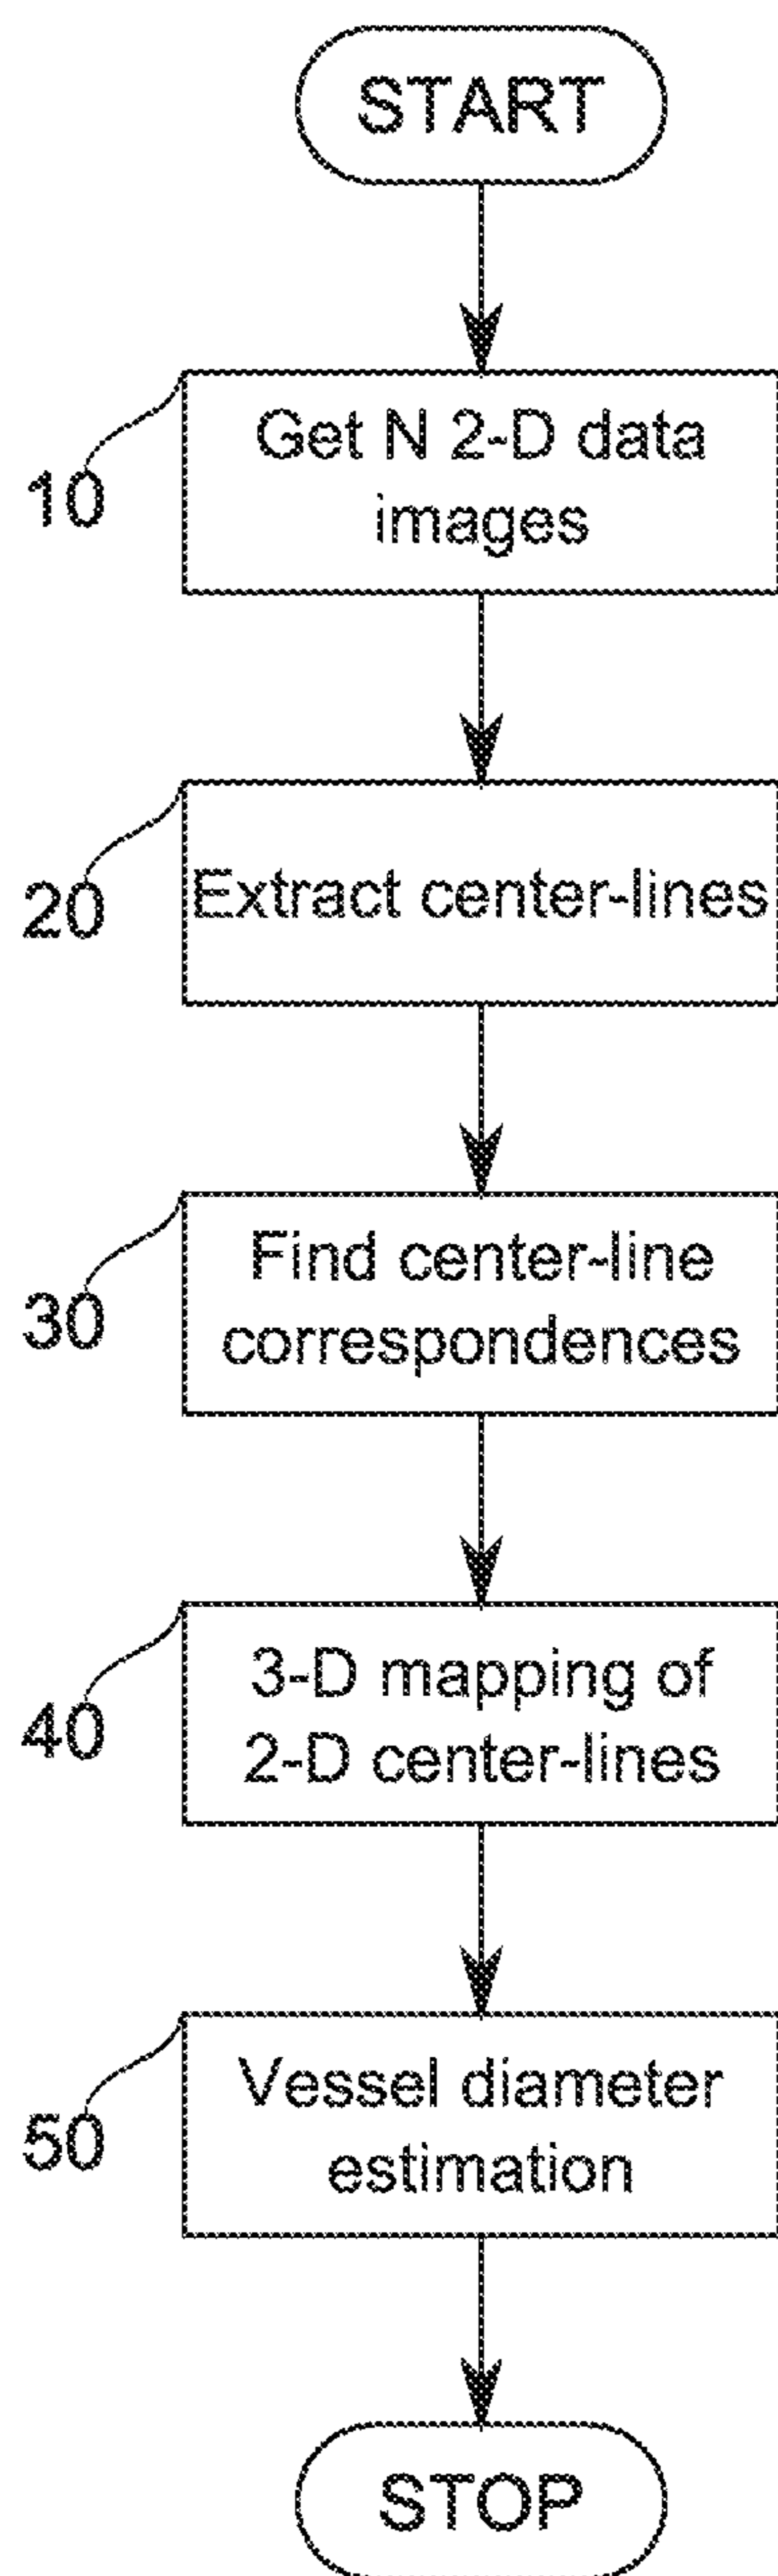 START
10
Get N 2-D data
images
20
Extract center-lines
30
Find center-line
correspondences
40
3-D mapping of
2-D center-lines
50
Vessel diameter
estimation
STOP